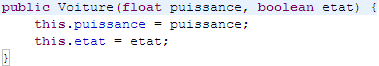 public Voiture(float puissance, boolean etat) {
    this.puissance = puissance;
    this.etat = etat;
}